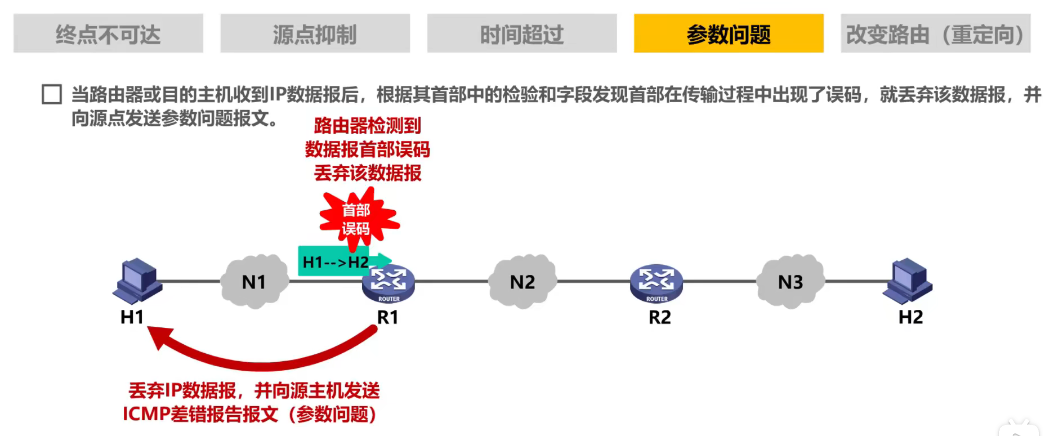 终点不可达
源点抑制
时间超过
参数问题
改变路由（重定向）
当路由器或目的主机收到IP数据报后，根据其首部中的检验和字段发现首部在传输过程中出现了误码，就丢弃该数据报，并
向源点发送参数问题报文。
路由器检测到
数据报首部误码
丢弃该数据报
首部
误码
H1-->H2
N1
N2
N3
ROUTER
ROUTER
H1
R1
R2
H2
丢弃IP数据报，并向源主机发送
ICMP差错报告报文（参数问题）